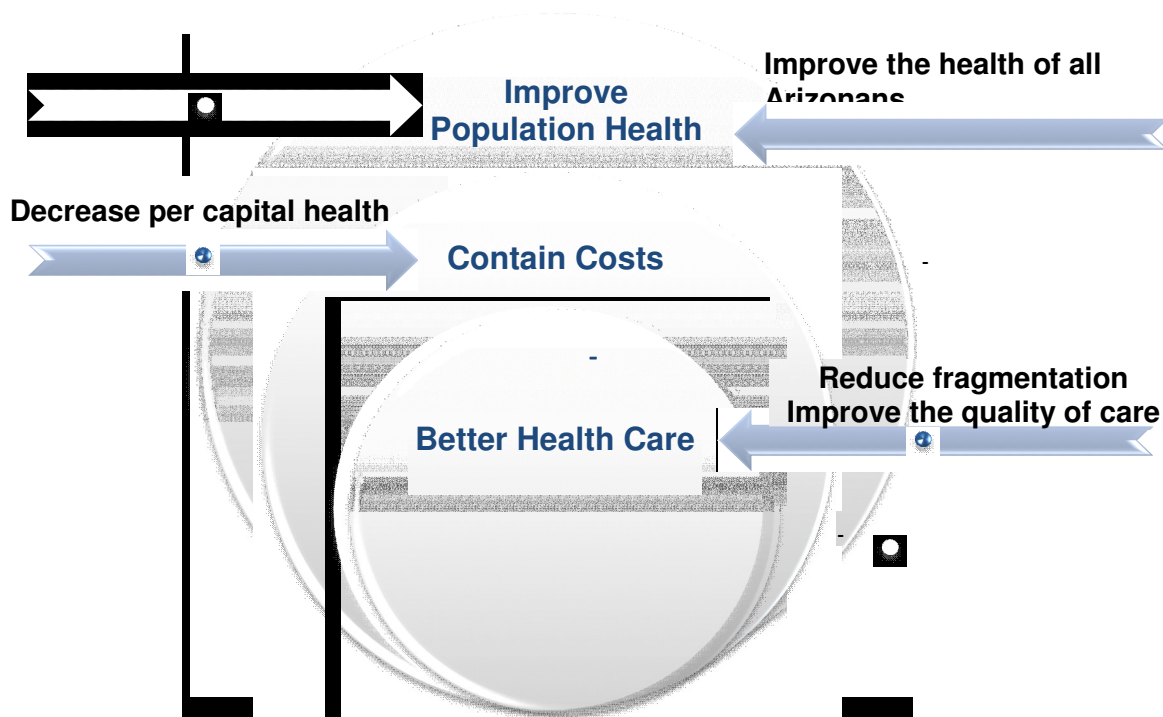 Improve the health of all
Arizonans
Improve
Population Health
Decrease per capital health
Contain Costs
-
-
Reduce fragmentation
Improve the quality of care
Better Health Care
-